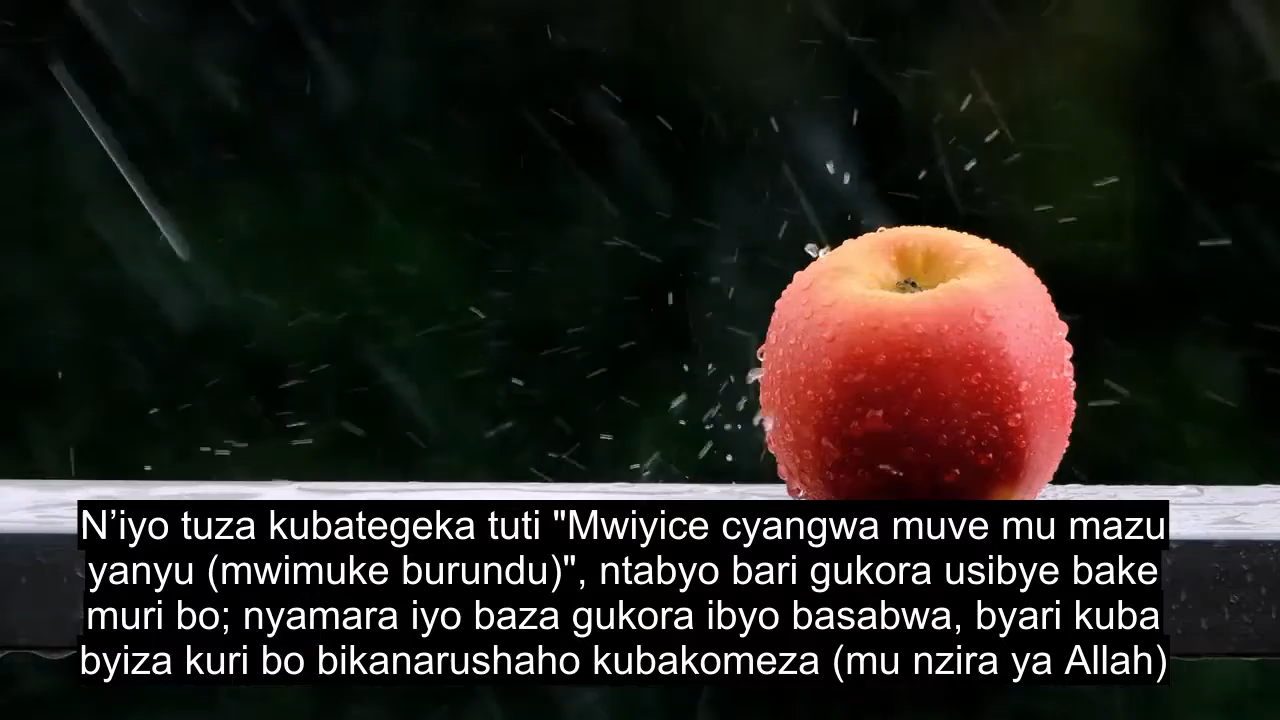 N’iyo tuza kubategeka tuti "Mwiyice cyangwa muve mu mazu
yanyu (mwimuke burundu)", ntabyo bari gukora usibye bake
muri bo; nyamara iyo baza gukora ibyo basabwa, byari kuba
byiza kuri bo bikanarushaho kubakomeza (mu nzira ya Allah)